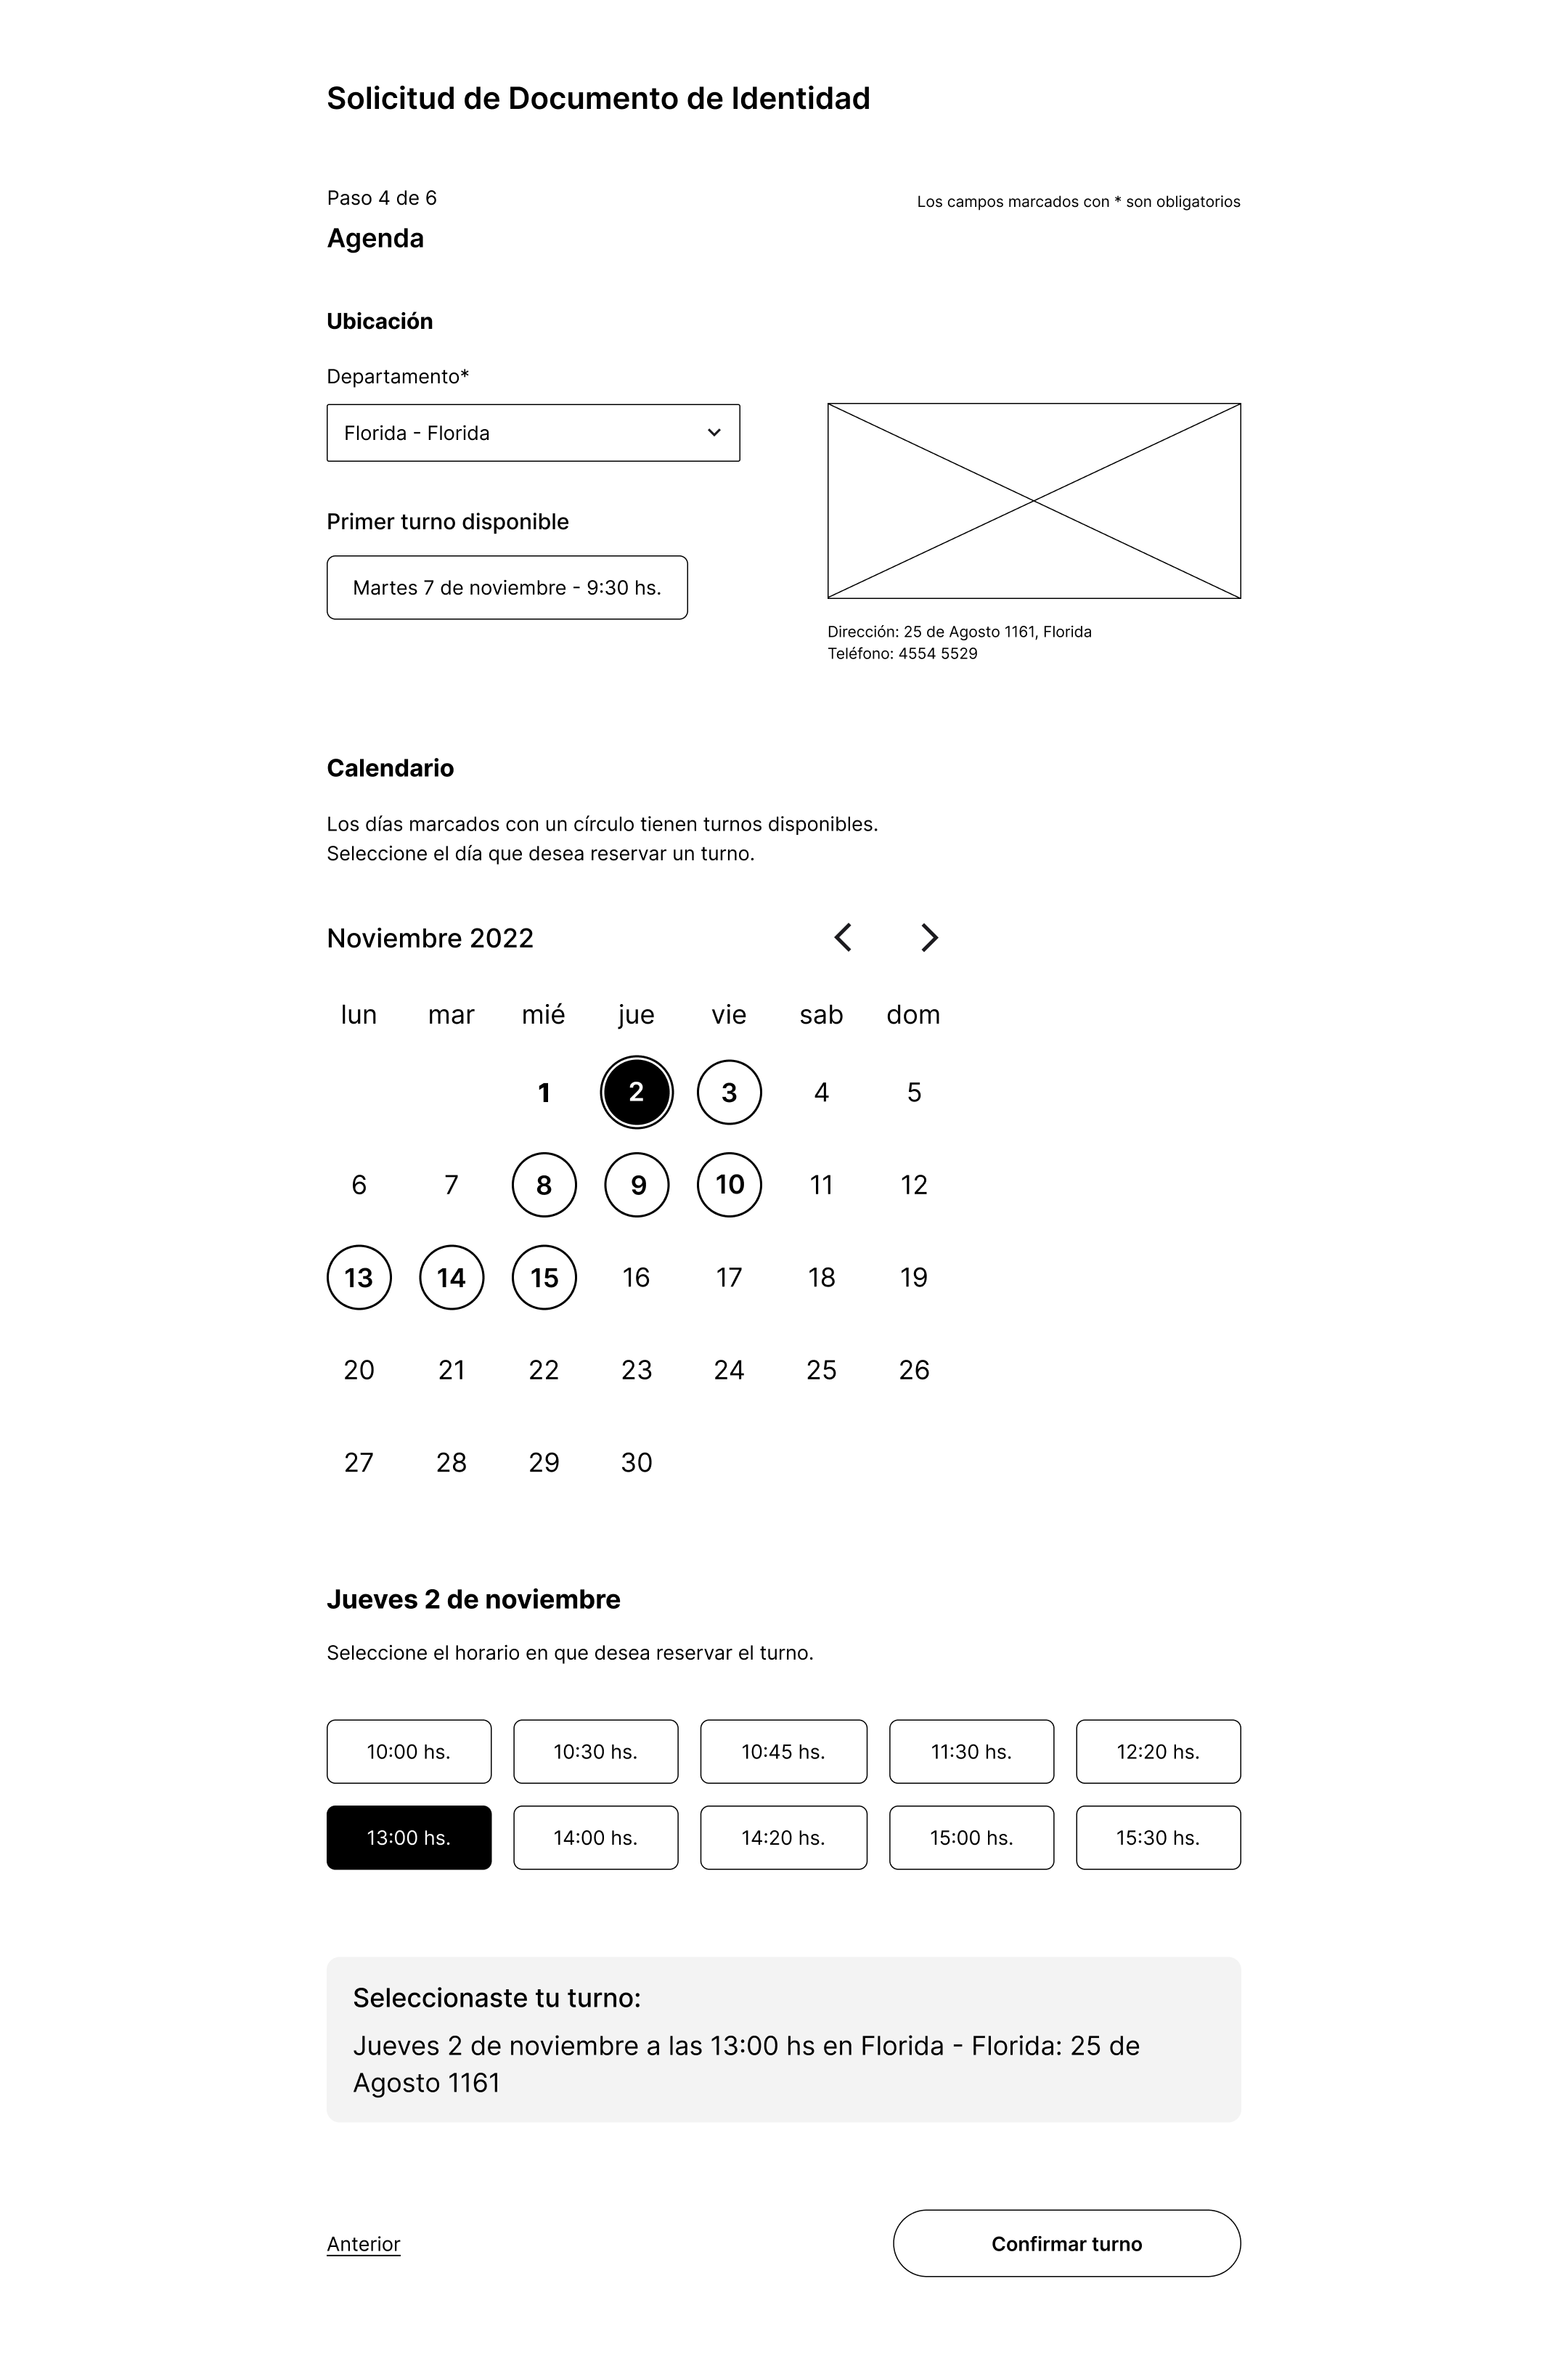 Solicitud de Documento de Identidad
Paso 4 de 6
Los campos marcados con * son obligatorios
Agenda
Ubicación
Departamento*
Florida - Florida
Primer turno disponible
Martes 7 de noviembre - 9:30 hs.
Dirección: 25 de Agosto 1161, Florida
Teléfono: 4554 5529
Calendario
Los días marcados con un círculo tienen turnos disponibles.
Seleccione el día que desea reservar un turno.
Noviembre 2022
lun mar mié jue vie sab dom
1 2 3 4 5
6 7 8 9 10 11 12
13 14 15 16 17 18 19
20 21 22 23 24 25 26
27 28 29 30
Jueves 2 de noviembre
Seleccione el horario en que desea reservar el turno.
10:00 hs. 10:30 hs. 10:45 hs. 11:30 hs. 12:20 hs.
13:00 hs. 14:00 hs. 14:20 hs. 15:00 hs. 15:30 hs.
Seleccionaste tu turno:
Jueves 2 de noviembre a las 13:00 hs en Florida - Florida: 25 de
Agosto 1161
Anterior
Confirmar turno